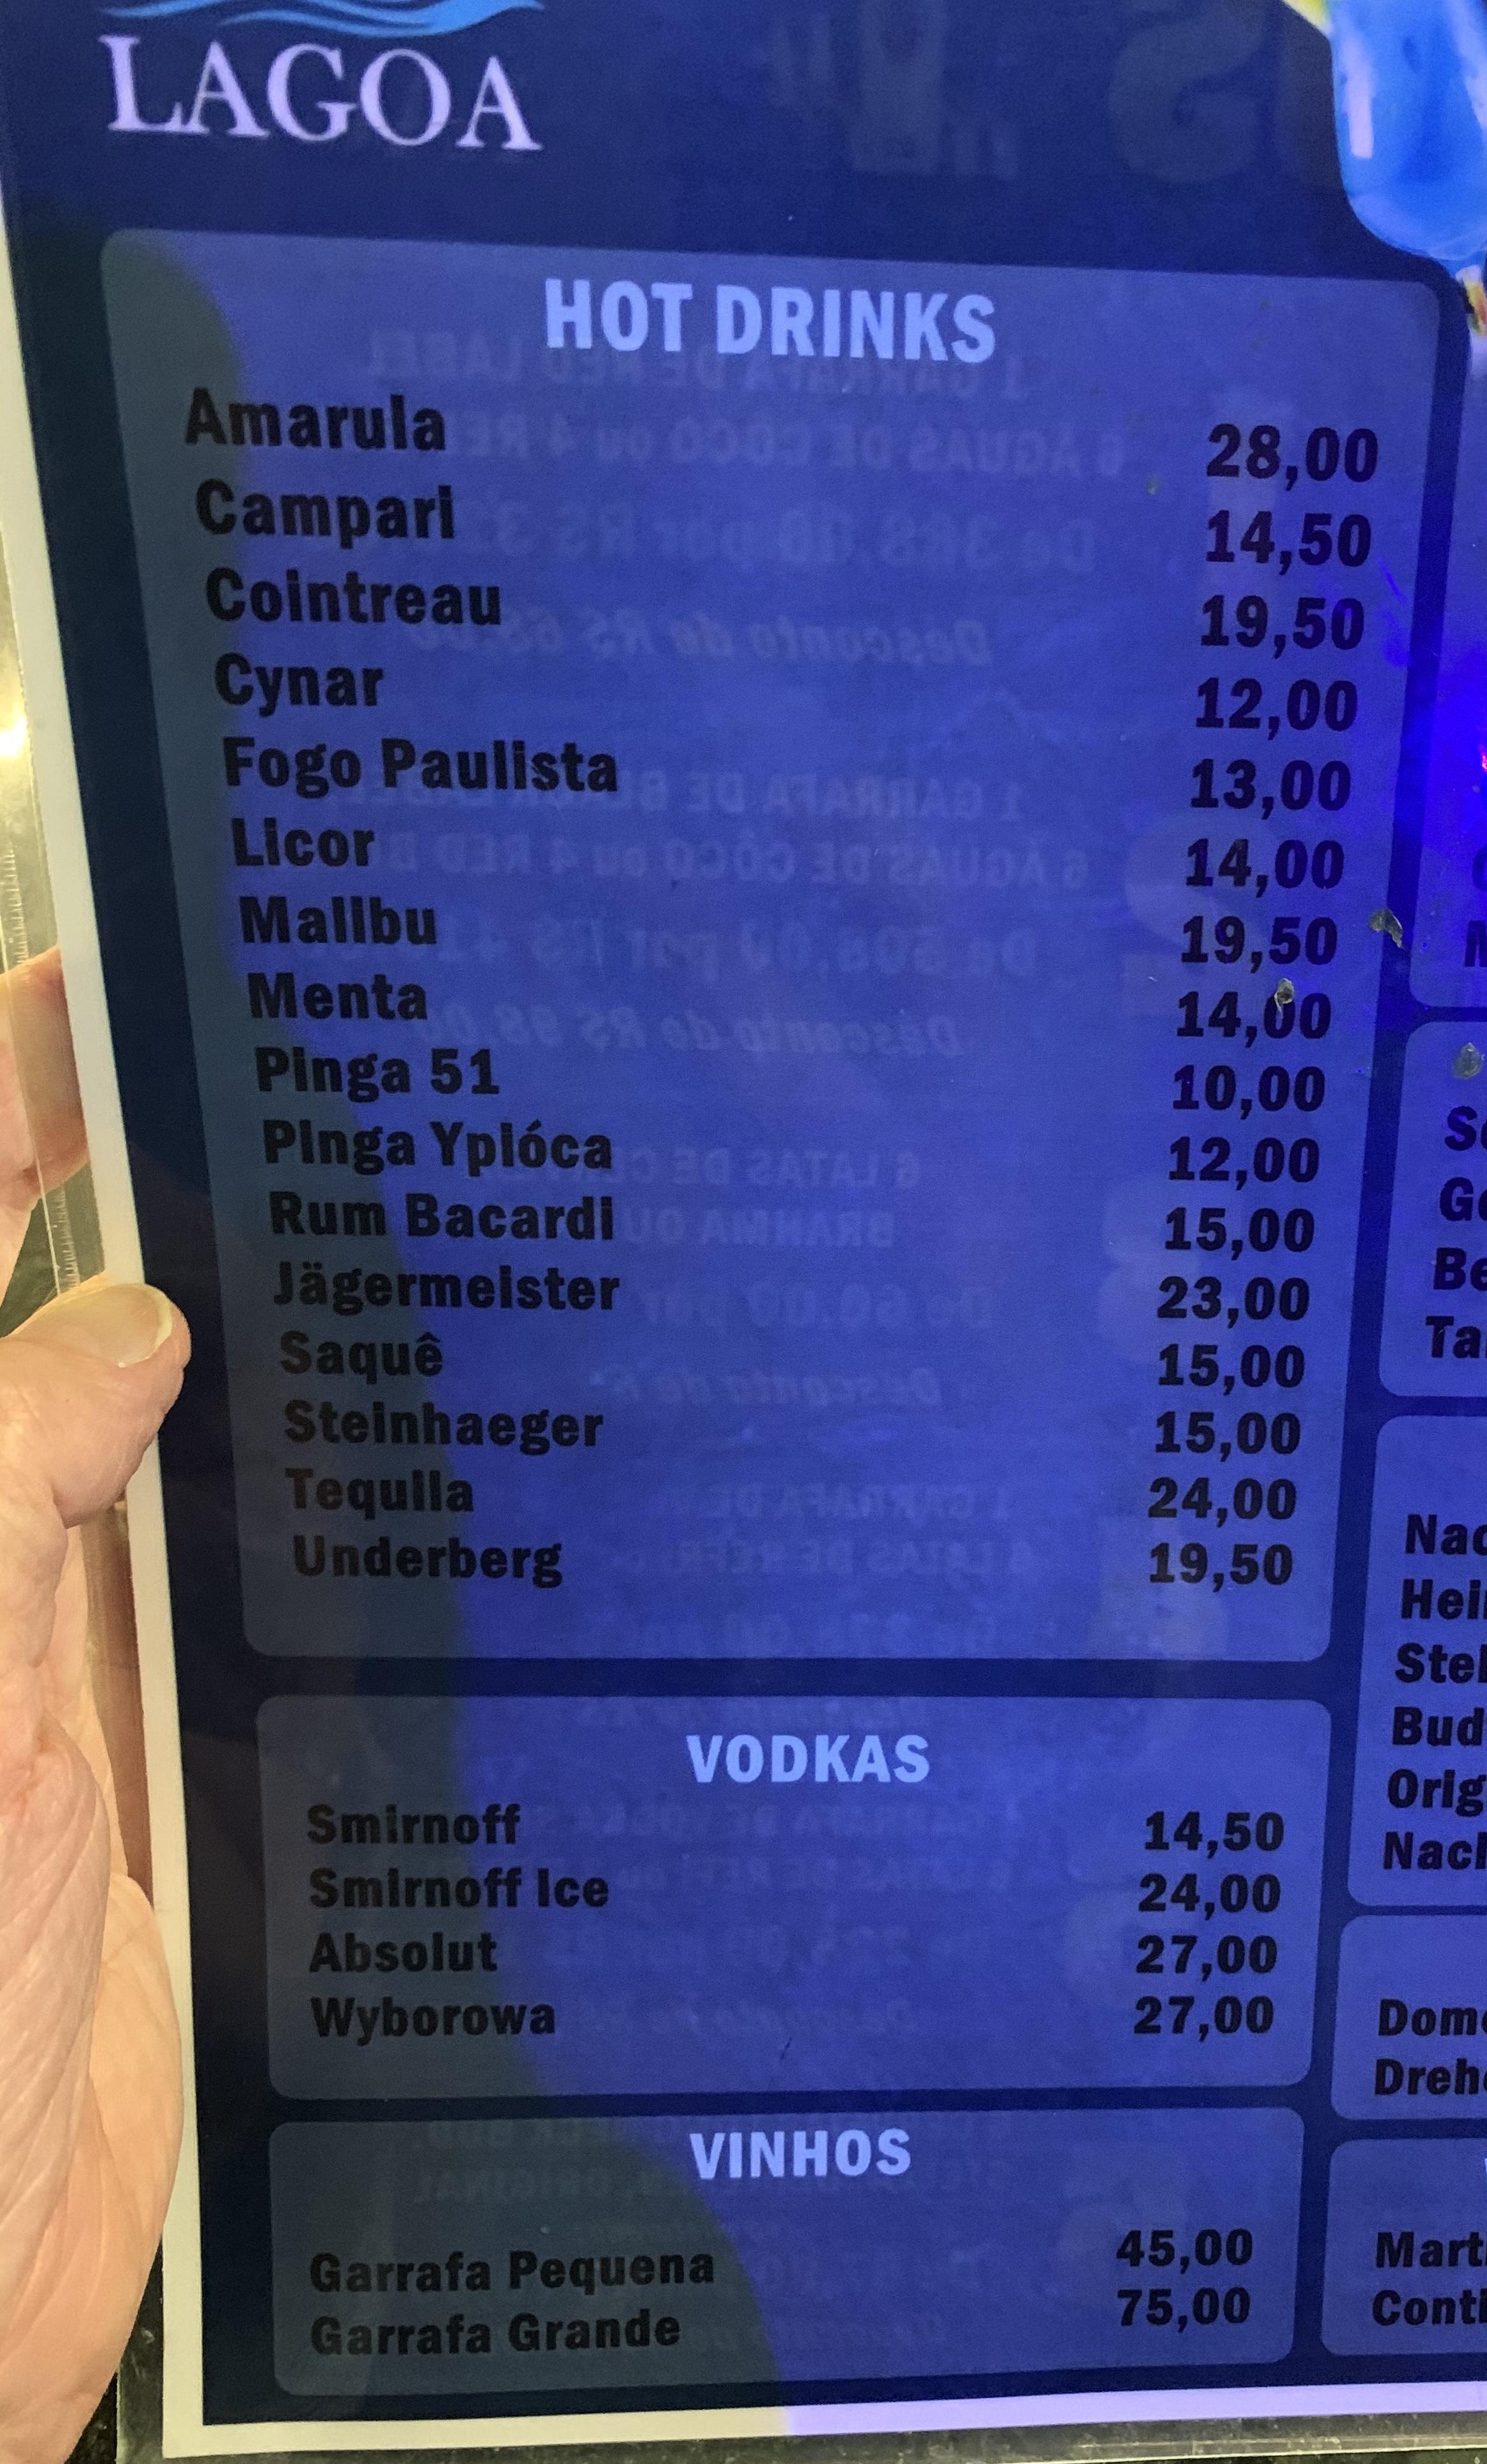 LAGOA
HOT DRINKS
Amarula 28,00
Campari 14,50
Cointreau 19,50
Cynar 12,00
Fogo Paulista 13,00
Licor 14,00
Malibu 19,50
Menta 14,00
Pinga 51 10,00
Pinga Ypióca 12,00
Rum Bacardi 15,00
Jägermeister 23,00
Saquê 15,00
Steinhaeger 15,00
Tequila 24,00
Underberg 19,50
VODKAS
Smirnoff 14,50
Smirnoff Ice 24,00
Absolut 27,00
Wyborowa 27,00
VINHOS
Garrafa Pequena 45,00
Garrafa Grande 75,00